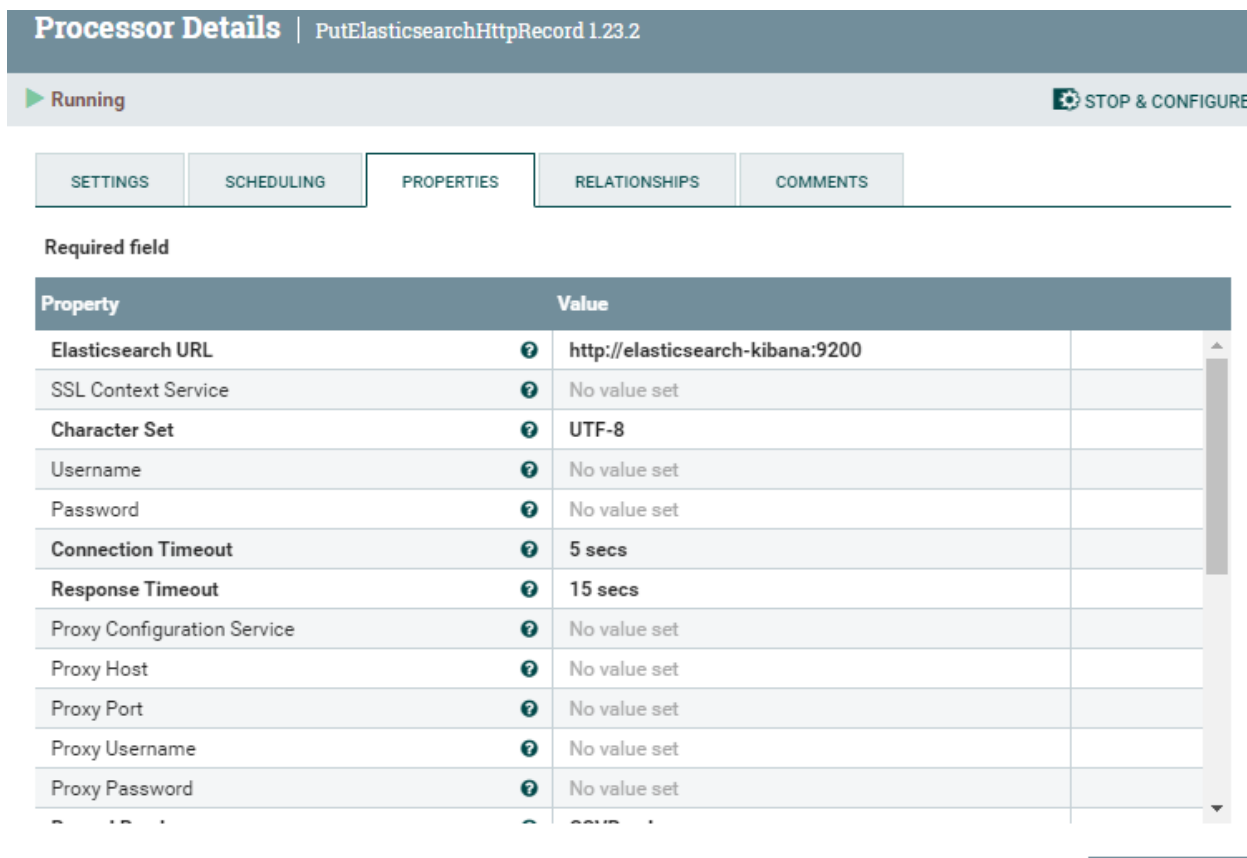 Processor Details | PutElasticsearchHttpRecord 1.23.2
Running STOP & CONFIGURE
SETTINGS SCHEDULING PROPERTIES RELATIONSHIPS COMMENTS
Required field
Property Value
Elasticsearch URL http://elasticsearch-kibana:9200
SSL Context Service No value set
Character Set UTF-8
Username No value set
Password No value set
Connection Timeout 5 secs
Response Timeout 15 secs
Proxy Configuration Service No value set
Proxy Host No value set
Proxy Port No value set
Proxy Username No value set
Proxy Password No value set